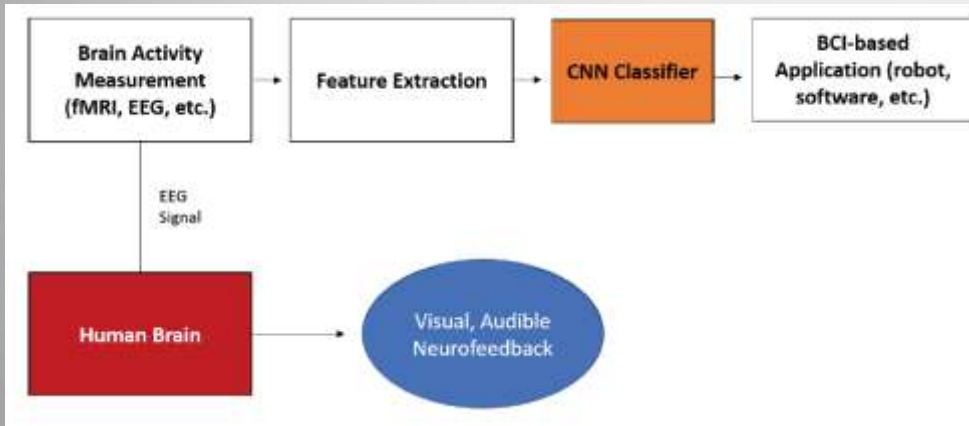 Brain Activity
Measurement
(fMRI, EEG, etc.)
Feature Extraction
CNN Classifier
BCI-based
Application (robot,
software, etc.)
EEG
Signal
Human Brain
Visual, Audible
Neurofeedback